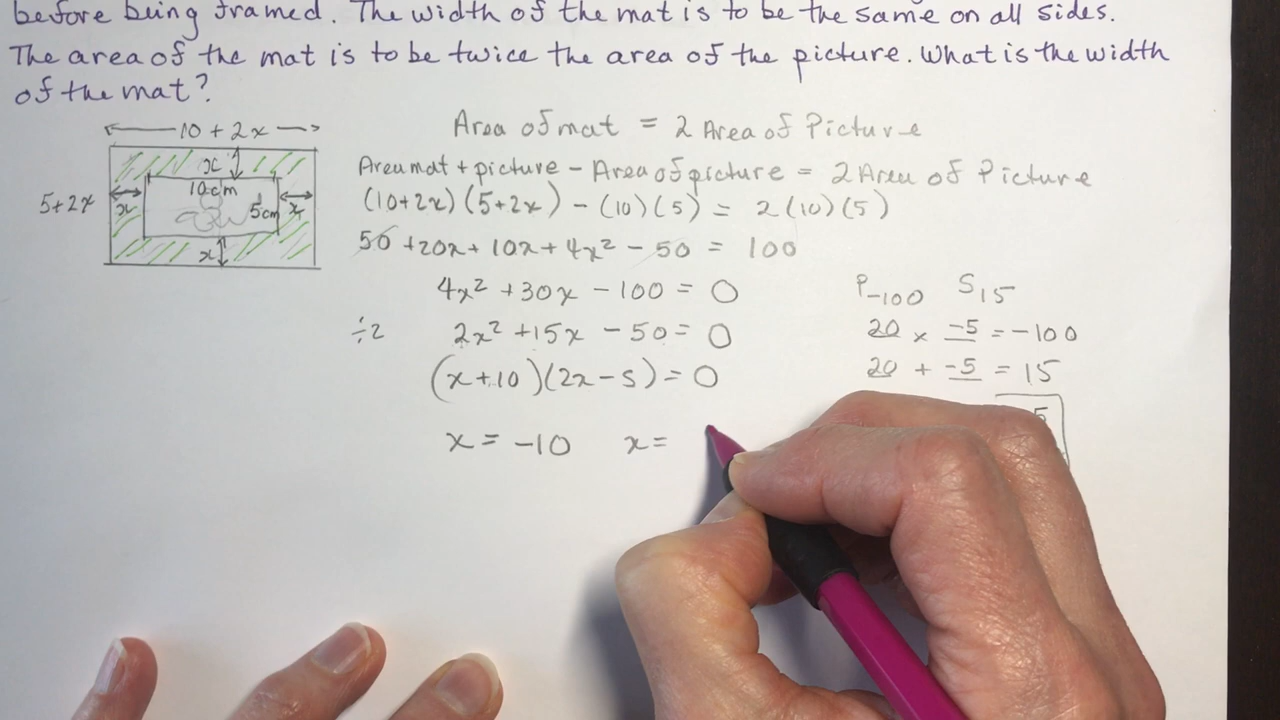 before being framed. The width of the mat is to be the same on all sides.
The area of the mat is to be twice the area of the picture. What is the width
of the mat?
10 + 2x
5+2x
x
10cm
x
5cm
x
x
Area of mat = 2 Area of Picture
Area mat + picture - Area of picture = 2 Area of Picture
(10+2x)(5+2x) - (10)(5) = 2(10)(5)
50 +20x+ 10x + 4x² - 50 = 100
4x² +30x - 100 = 0
÷2 2x² +15x - 50 = 0
(x+10)(2x-5) = 0
x = -10 x =
P-100 S15
20 x -5 = -100
20 + -5 = 15
5